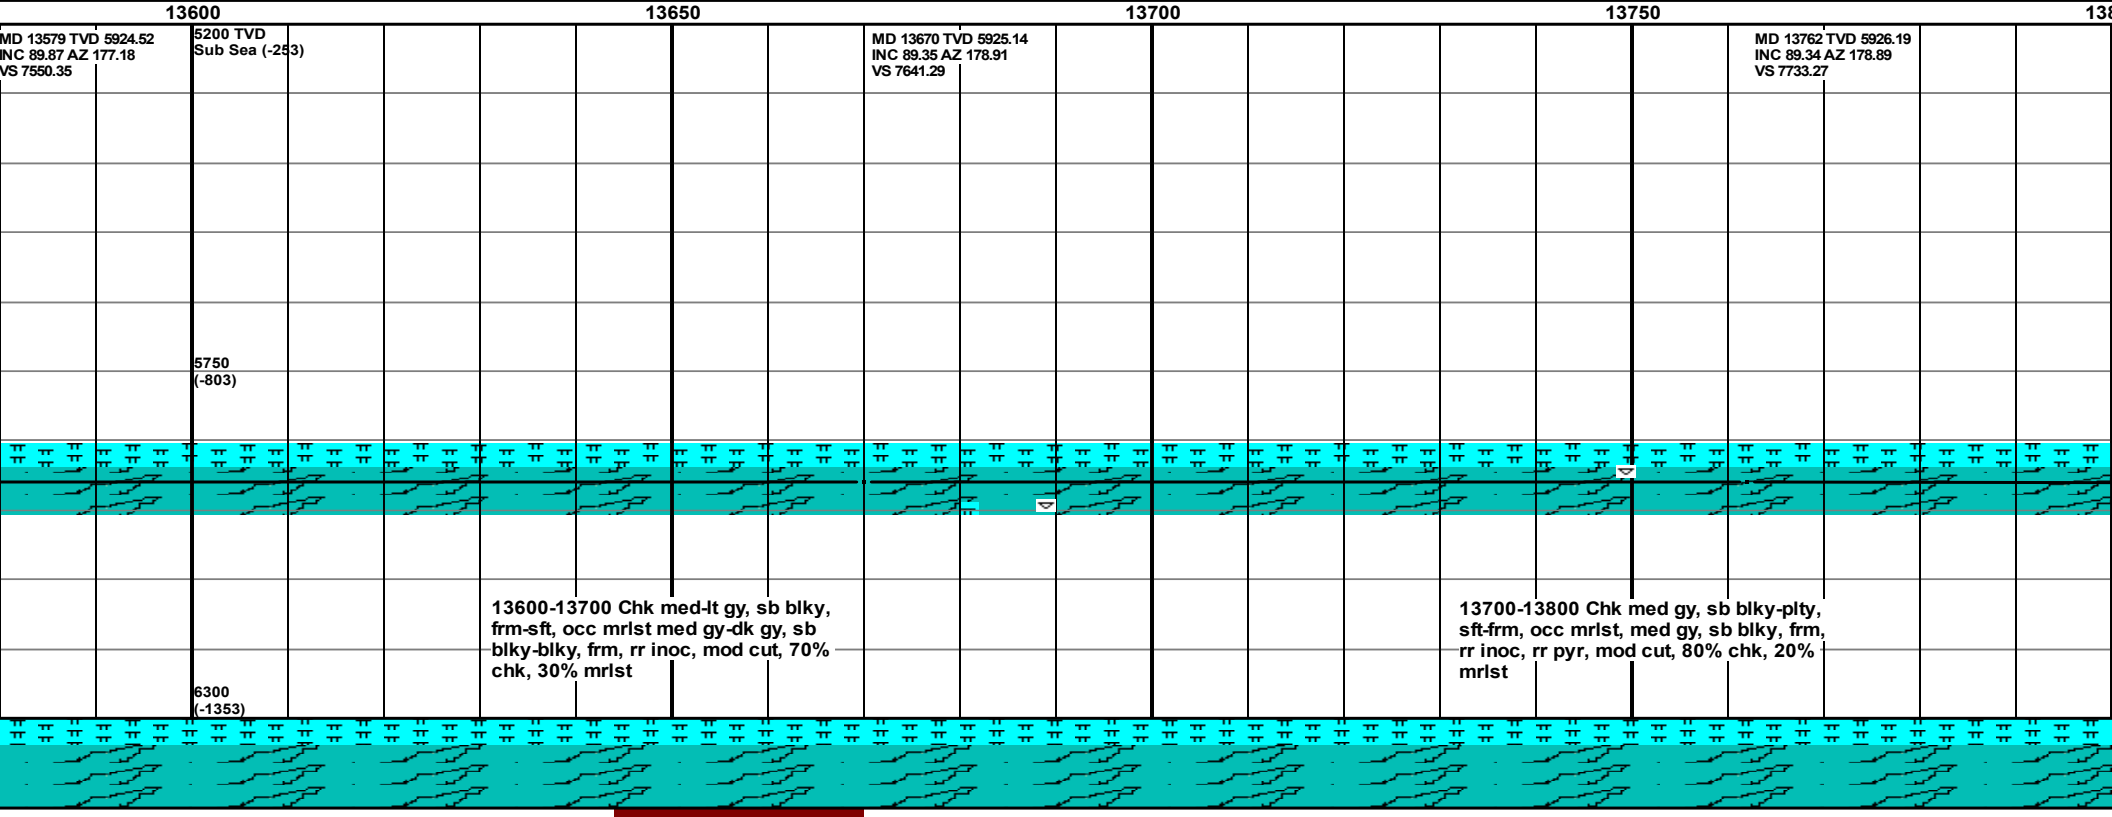 13600 13650 13700 13750 138
MD 13579 TVD 5924.52
INC 89.87 AZ 177.18
VS 7550.35
5200 TVD
Sub Sea (-253)
MD 13670 TVD 5925.14
INC 89.35 AZ 178.91
VS 7641.29
MD 13762 TVD 5926.19
INC 89.34 AZ 178.89
VS 7733.27
5750
(-803)
13600-13700 Chk med-lt gy, sb blky,
frm-sft, occ mrlst med gy-dk gy, sb
blky-blky, frm, rr inoc, mod cut, 70%
chk, 30% mrlst
13700-13800 Chk med gy, sb blky-plty,
sft-frm, occ mrlst, med gy, sb blky, frm,
rr inoc, rr pyr, mod cut, 80% chk, 20%
mrlst
6300
(-1353)